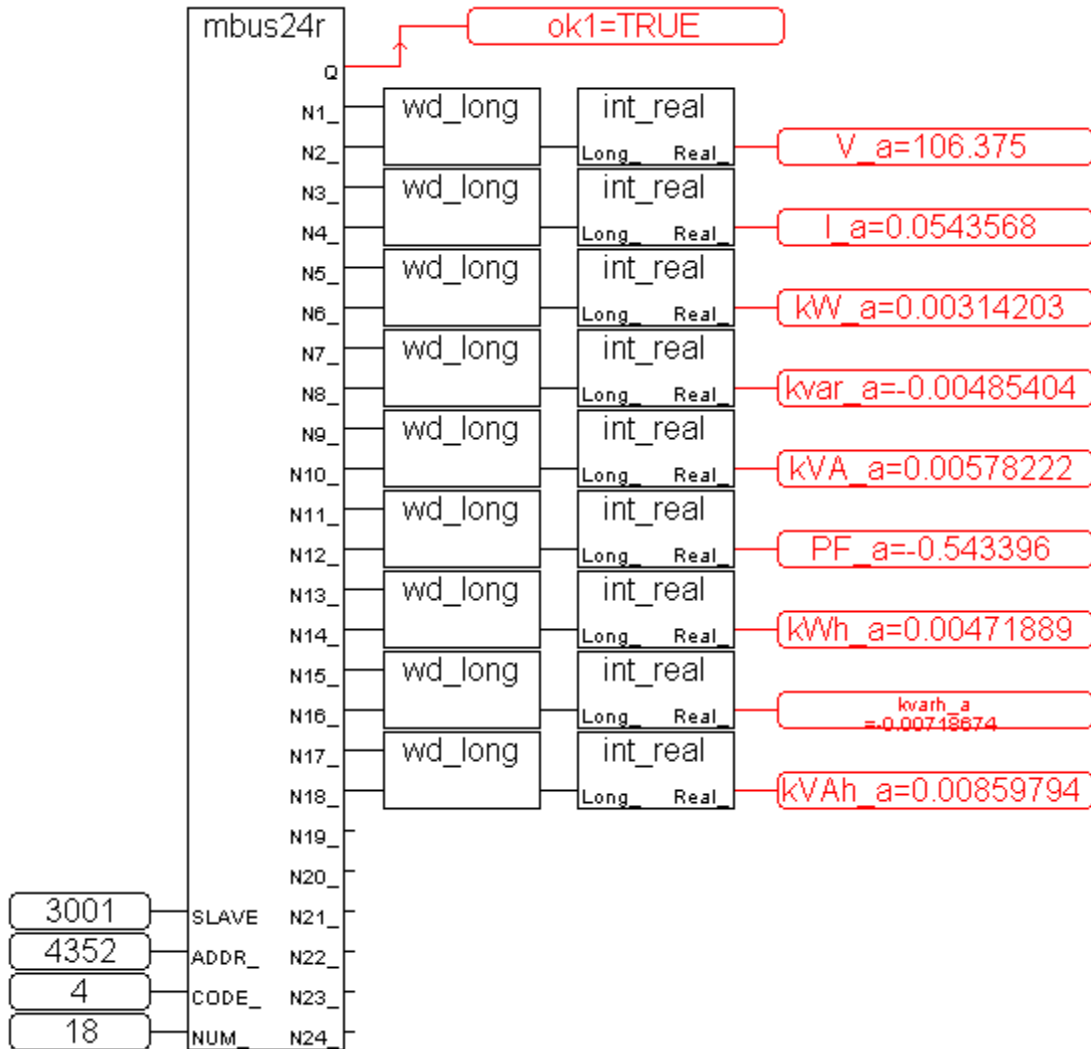 mbus24r
ok1=TRUE
Q
N1_ wd_long int_real
N2_ Long_ Real_ V_a=106.375
N3_ wd_long int_real
N4_ Long_ Real_ I_a=0.0543568
N5_ wd_long int_real
N6_ Long_ Real_ kW_a=0.00314203
N7_ wd_long int_real
N8_ Long_ Real_ kvar_a=-0.00485404
N9_ wd_long int_real
N10_ Long_ Real_ kVA_a=0.00578222
N11_ wd_long int_real
N12_ Long_ Real_ PF_a=-0.543396
N13_ wd_long int_real
N14_ Long_ Real_ kWh_a=0.00471889
N15_ wd_long int_real
N16_ Long_ Real_ kvarh_a
=-0.00718674
N17_ wd_long int_real
N18_ Long_ Real_ kVAh_a=0.00859794
N19_
N20_
3001 SLAVE N21_
4352 ADDR_ N22_
4 CODE_ N23_
18 NUM_ N24_